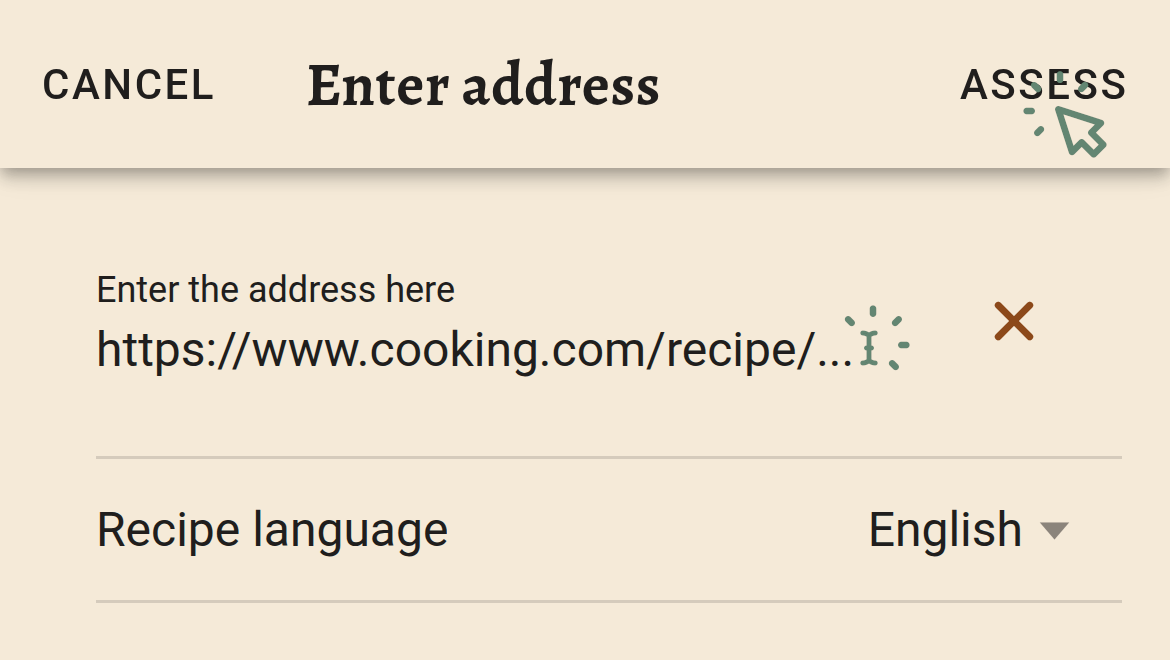 CANCEL Enter address ASSESS
Enter the address here
https://www.cooking.com/recipe/...
Recipe language English